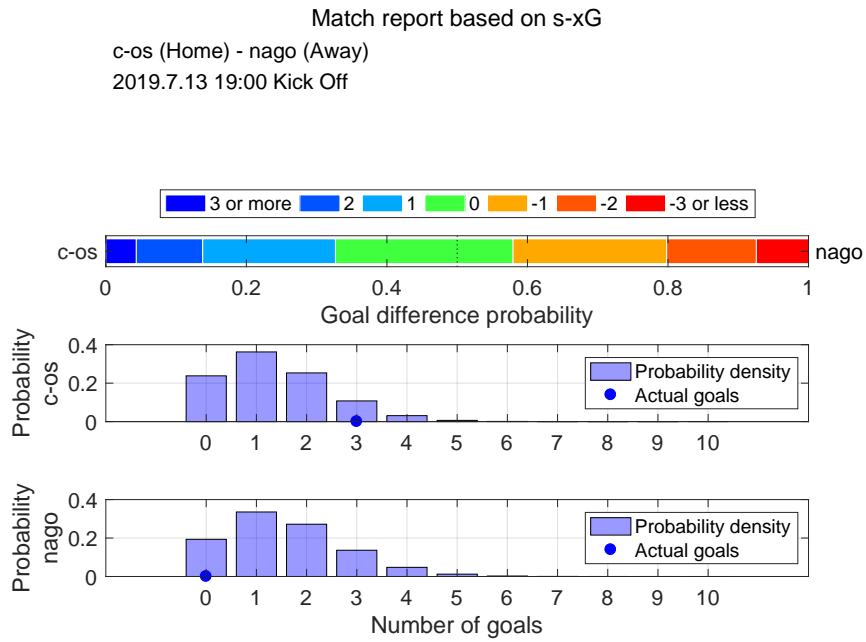 Match report based on s-xG
c-os (Home) - nago (Away)
2019.7.13 19:00 Kick Off
3 or more 2 1 0 -1 -2 -3 or less
c-os nago
0 0.2 0.4 0.6 0.8 1
Goal difference probability
Probability
c-os
0.4
0.2
0
Probability density
Actual goals
0 1 2 3 4 5 6 7 8 9 10
Probability
nago
0.4
0.2
0
Probability density
Actual goals
0 1 2 3 4 5 6 7 8 9 10
Number of goals